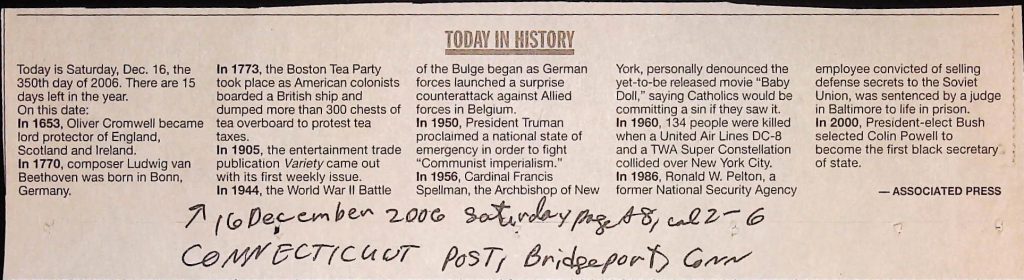 TODAY IN HISTORY
Today is Saturday, Dec. 16, the
350th day of 2006. There are 15
days left in the year.
On this date:
In 1653, Oliver Cromwell became
lord protector of England,
Scotland and Ireland.
In 1770, composer Ludwig van
Beethoven was born in Bonn,
Germany.
In 1773, the Boston Tea Party
took place as American colonists
boarded a British ship and
dumped more than 300 chests of
tea overboard to protest tea
taxes.
In 1905, the entertainment trade
publication Variety came out
with its first weekly issue.
In 1944, the World War II Battle
of the Bulge began as German
forces launched a surprise
counterattack against Allied
forces in Belgium.
In 1950, President Truman
proclaimed a national state of
emergency in order to fight
“Communist imperialism.”
In 1956, Cardinal Francis
Spellman, the Archbishop of New
York, personally denounced the
yet-to-be released movie “Baby
Doll,” saying Catholics would be
committing a sin if they saw it.
In 1960, 134 people were killed
when a United Air Lines DC-8
and a TWA Super Constellation
collided over New York City.
In 1986, Ronald W. Pelton, a
former National Security Agency
employee convicted of selling
defense secrets to the Soviet
Union, was sentenced by a judge
in Baltimore to life in prison.
In 2000, President-elect Bush
selected Colin Powell to
become the first black secretary
of state.
— ASSOCIATED PRESS
↗ 16 December 2006 Saturday page A8, col 2-6
CONNECTICUT POST, Bridgeport, Conn